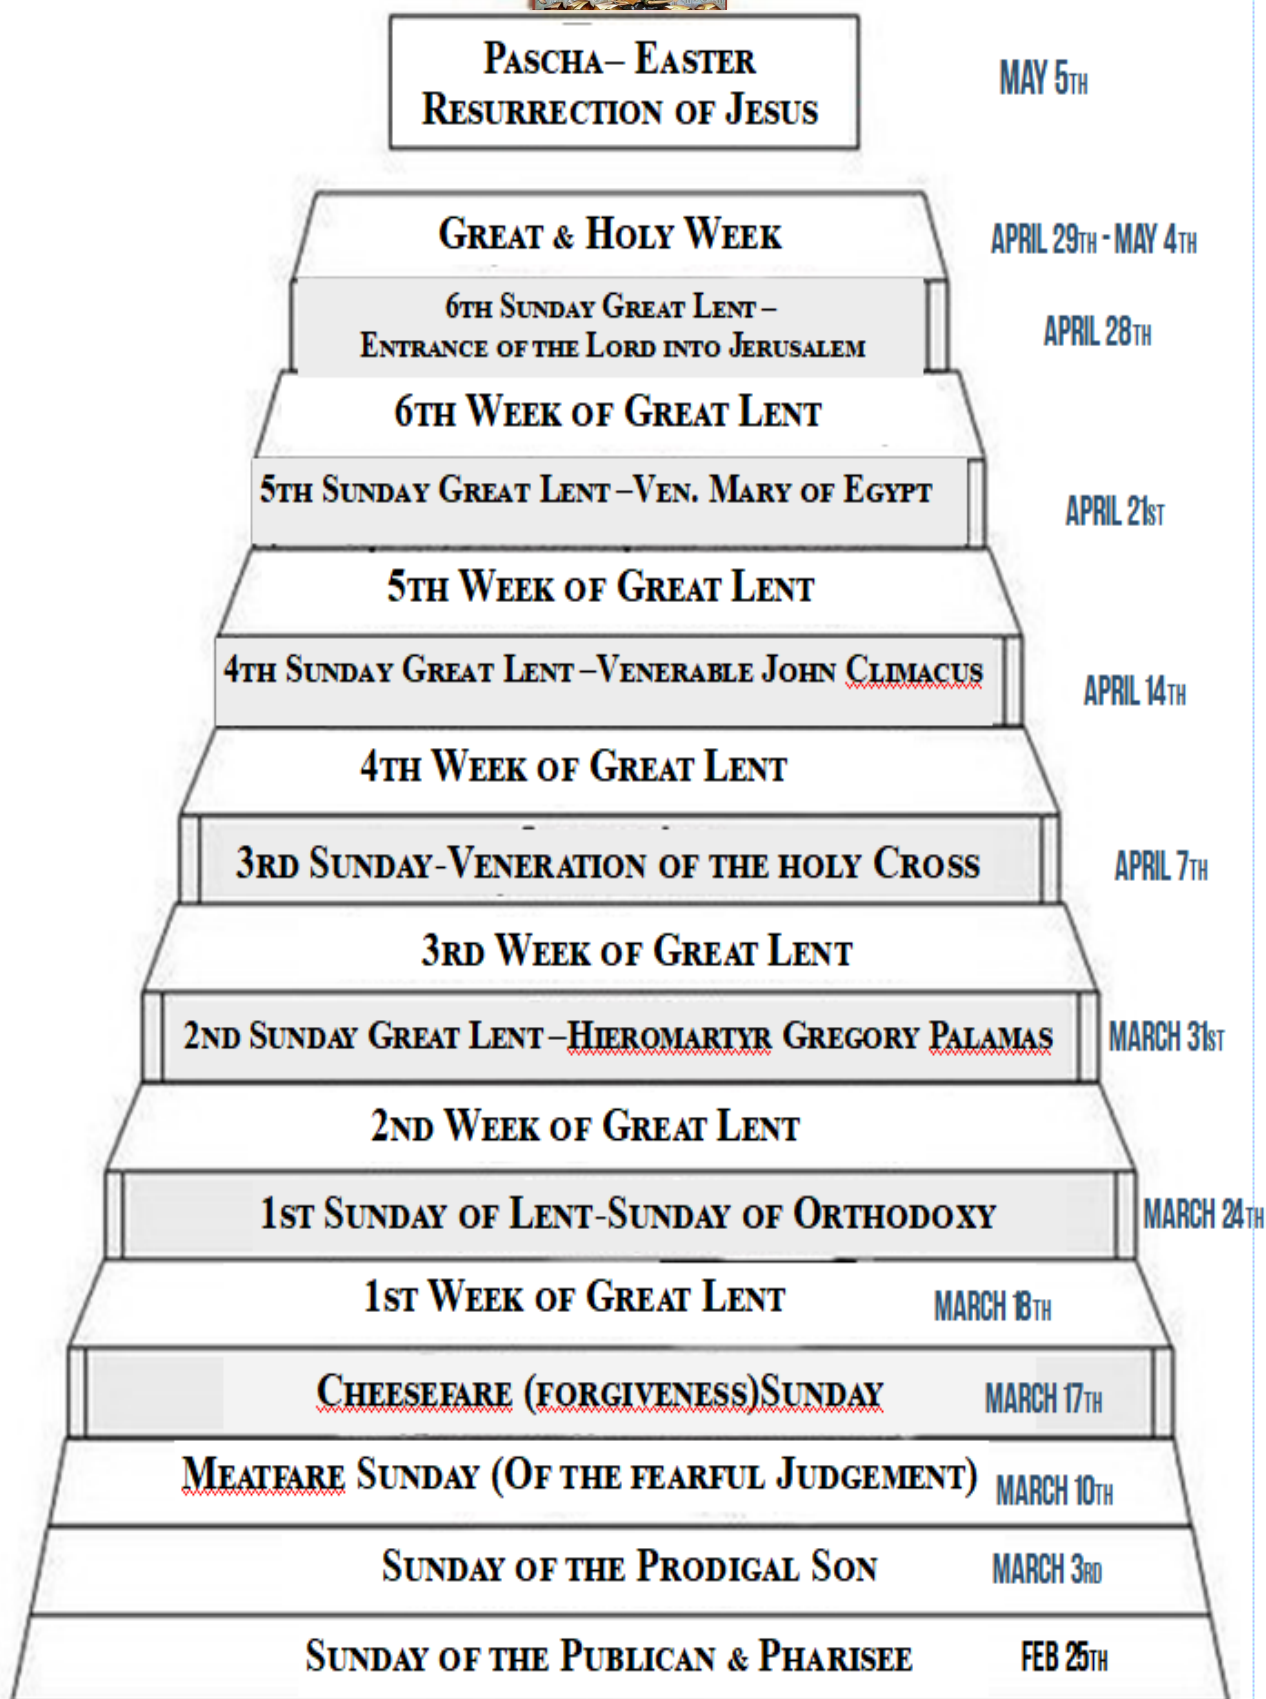 Pascha– Easter
Resurrection of Jesus
May 5th
Great & Holy Week
April 29th - May 4th
6th Sunday Great Lent –
Entrance of the Lord into Jerusalem
April 28th
6th Week of Great Lent
5th Sunday Great Lent –Ven. Mary of Egypt
April 21st
5th Week of Great Lent
4th Sunday Great Lent –Venerable John Climacus
April 14th
4th Week of Great Lent
3rd Sunday-Veneration of the holy Cross
April 7th
3rd Week of Great Lent
2nd Sunday Great Lent –Hieromartyr Gregory Palamas
March 31st
2nd Week of Great Lent
1st Sunday of Lent-Sunday of Orthodoxy
March 24th
1st Week of Great Lent
March 18th
Cheesefare (forgiveness)Sunday
March 17th
Meatfare Sunday (Of the fearful Judgement)
March 10th
Sunday of the Prodigal Son
March 3rd
Sunday of the Publican & Pharisee
Feb 25th